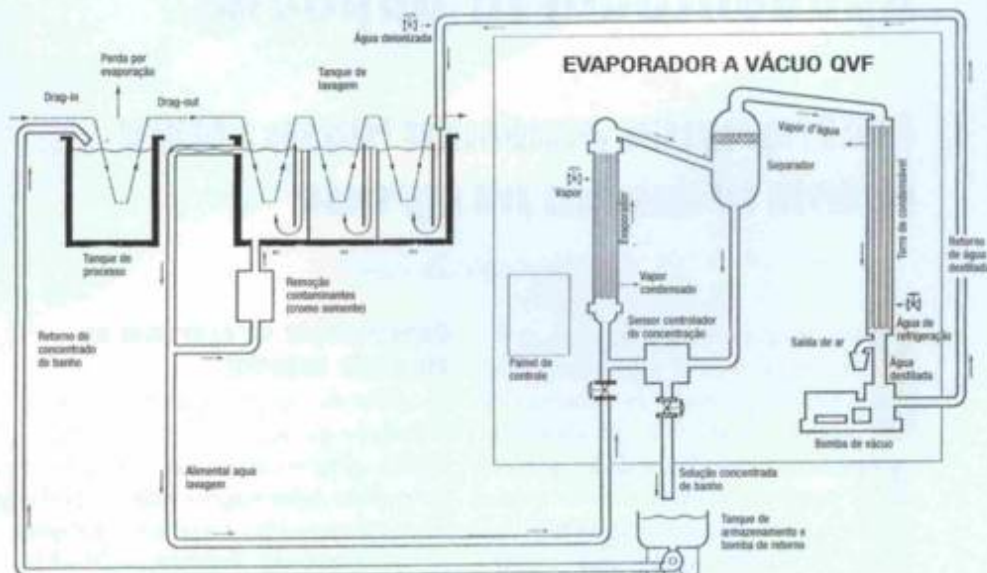 Água deionizada
Perda por
evaporação
Tanque de
lavagem
Drag-in
Drag-out
EVAPORADOR A VÁCUO QVF
Vapor d'água
Separador
Vapor
Evaporador
Torre de condensável
Retorno
de água
destilada
Tanque de
processo
Remoção
contaminantes
(cromo somente)
Vapor
condensado
Sensor controlador
de concentração
Retorno de
concentrado
de banho
Painel de
controle
Saída de ar
Água de
refrigeração
Água
destilada
Bomba de vácuo
Alimental aqua
lavagem
Solução concentrada
de banho
Tanque de
armazenamento e
bomba de retorno